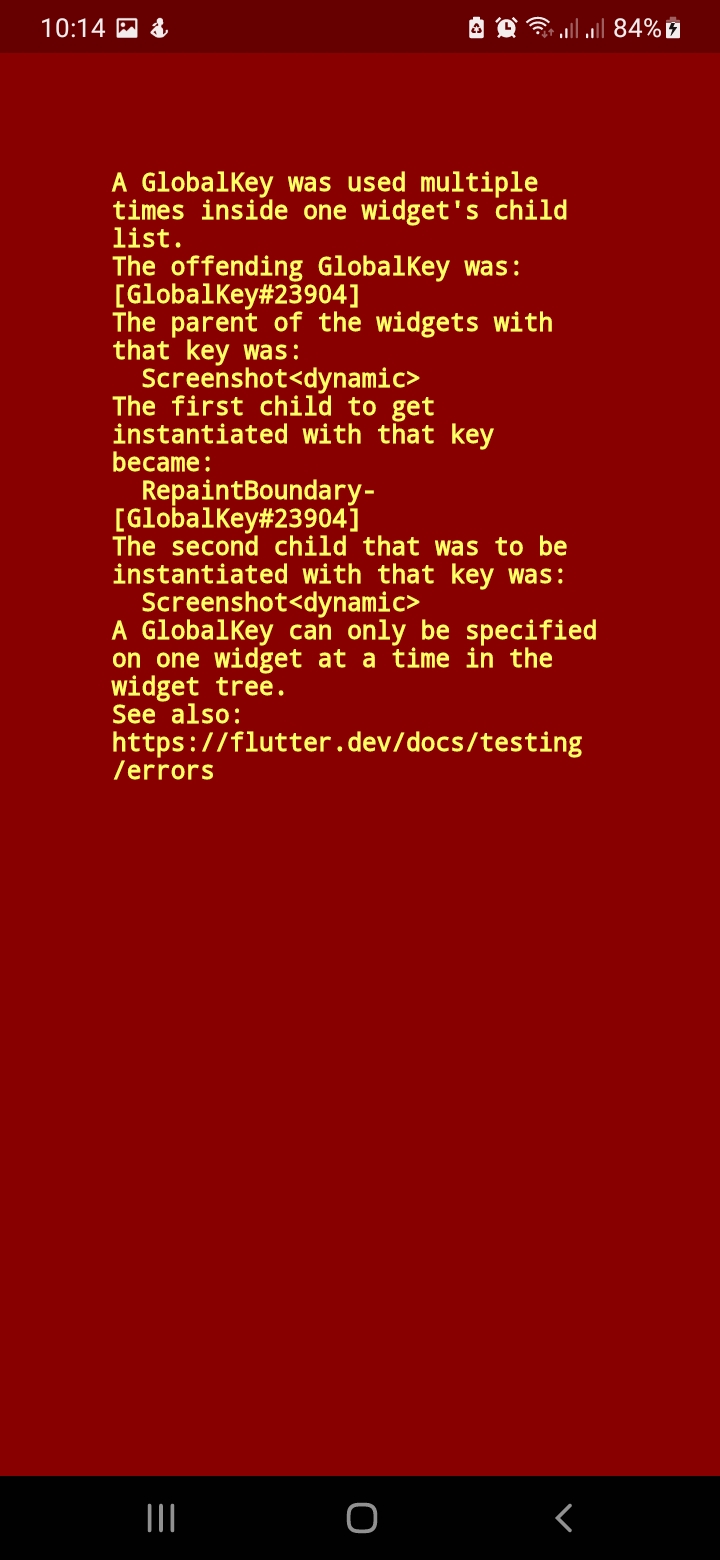 10:14 84%
A GlobalKey was used multiple
times inside one widget's child
list.
The offending GlobalKey was:
[GlobalKey#23904]
The parent of the widgets with
that key was:
  Screenshot<dynamic>
The first child to get
instantiated with that key
became:
  RepaintBoundary-
[GlobalKey#23904]
The second child that was to be
instantiated with that key was:
  Screenshot<dynamic>
A GlobalKey can only be specified
on one widget at a time in the
widget tree.
See also:
https://flutter.dev/docs/testing
/errors